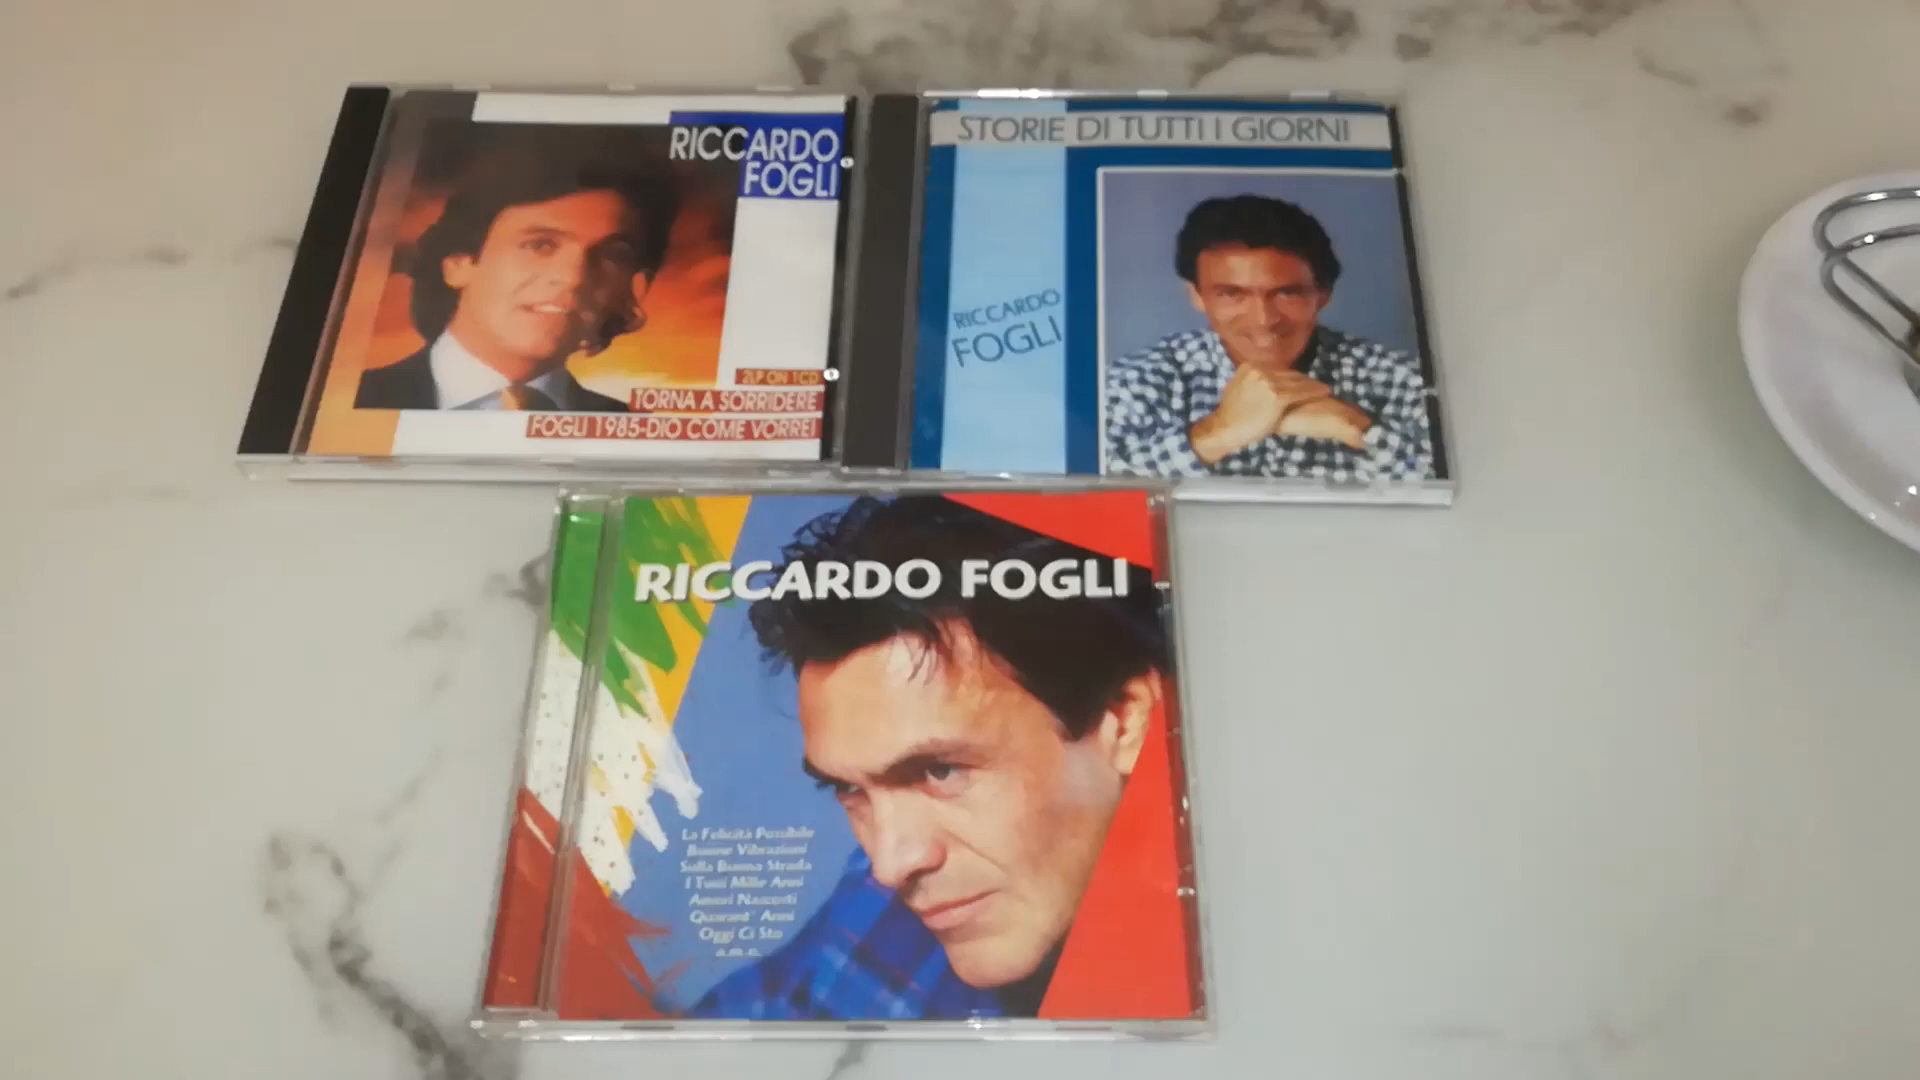 RICCARDO
FOGLI
2LP ON 1CD
TORNA A SORRIDERE
FOGLI 1985-DIO COME VORREI
STORIE DI TUTTI I GIORNI
RICCARDO
FOGLI
RICCARDO FOGLI
La Felicità Possibile
Buone Vibrazioni
Sulla Buona Strada
I Tuoi Mille Anni
Amori Nascosti
Quarant' Anni
Oggi Ci Sto
a.m.o.